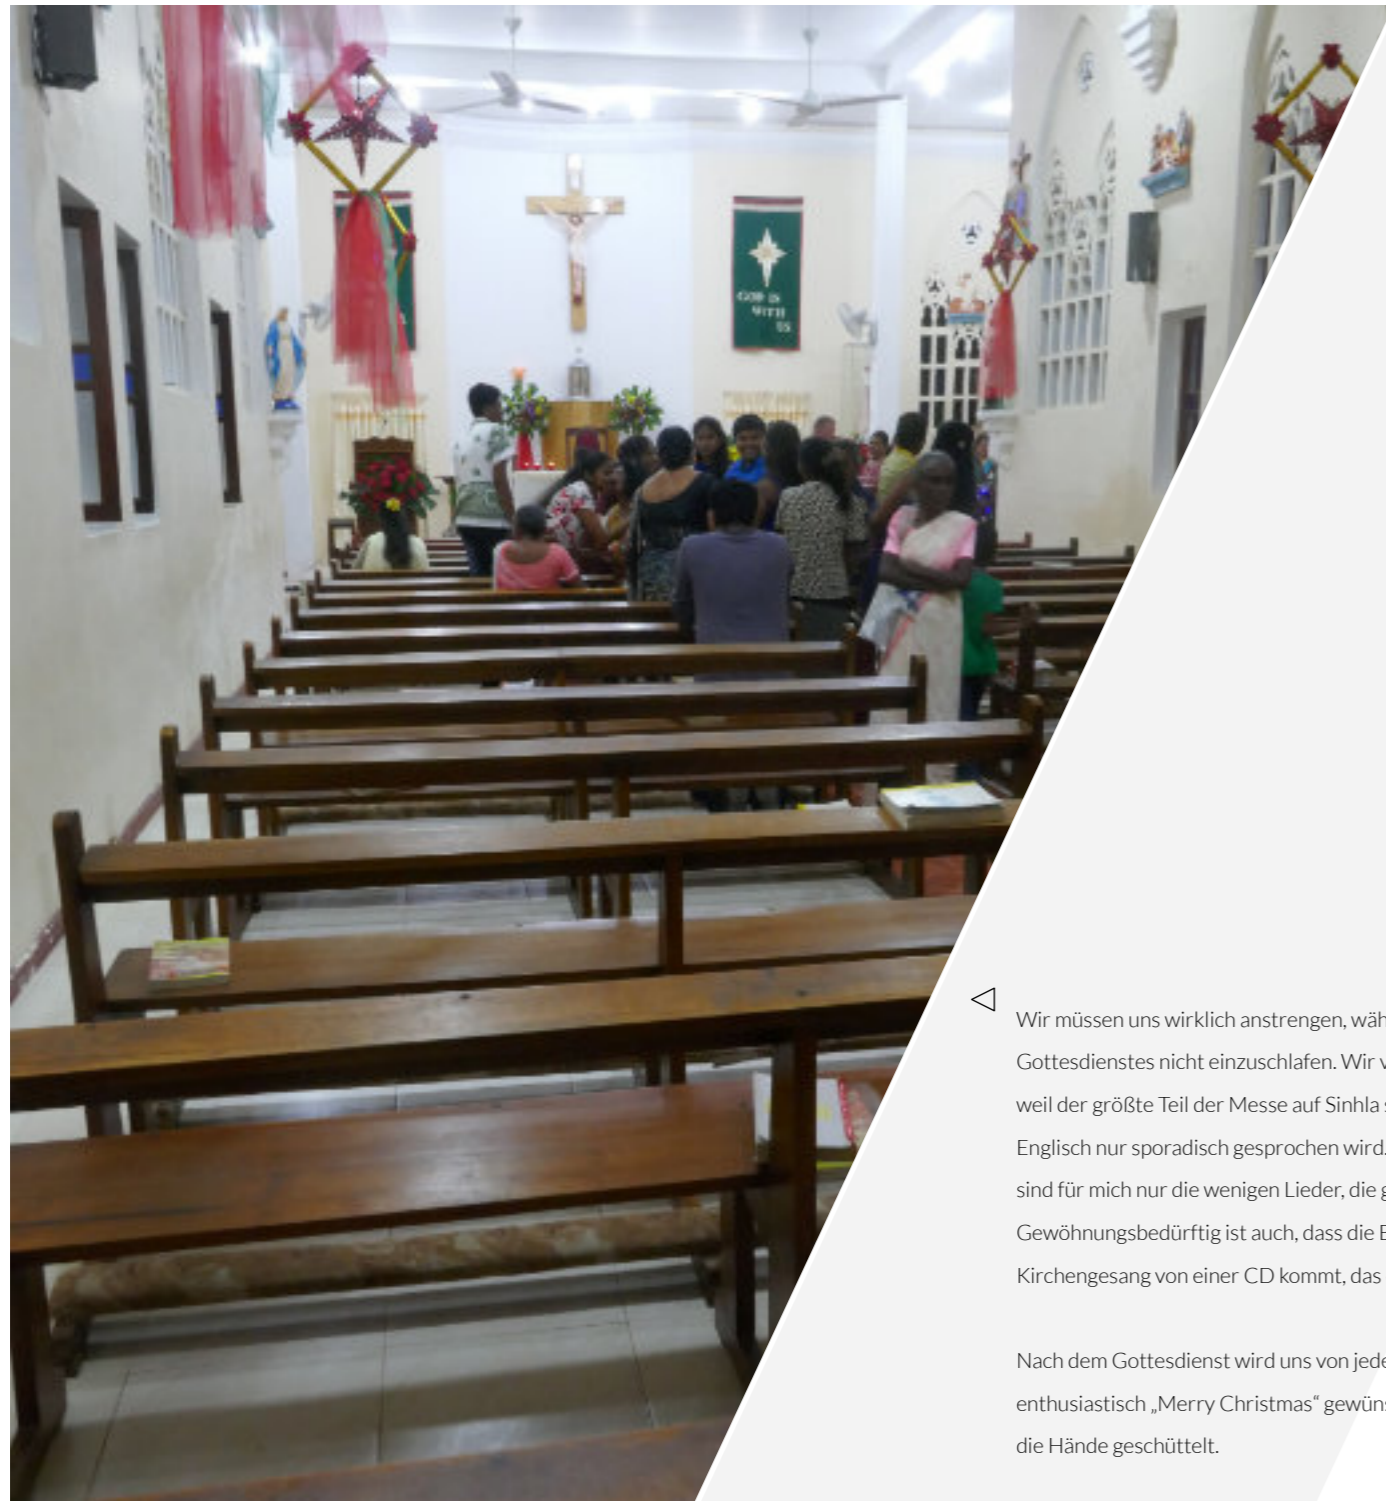 GOD IS
WITH
US
Wir müssen uns wirklich anstrengen, wäh
Gottesdienstes nicht einzuschlafen. Wir v
weil der größte Teil der Messe auf Sinhla s
Englisch nur sporadisch gesprochen wird.
sind für mich nur die wenigen Lieder, die g
Gewöhnungsbedürftig ist auch, dass die B
Kirchengesang von einer CD kommt, das
Nach dem Gottesdienst wird uns von jede
enthusiastisch „Merry Christmas“ gewüns
die Hände geschüttelt.